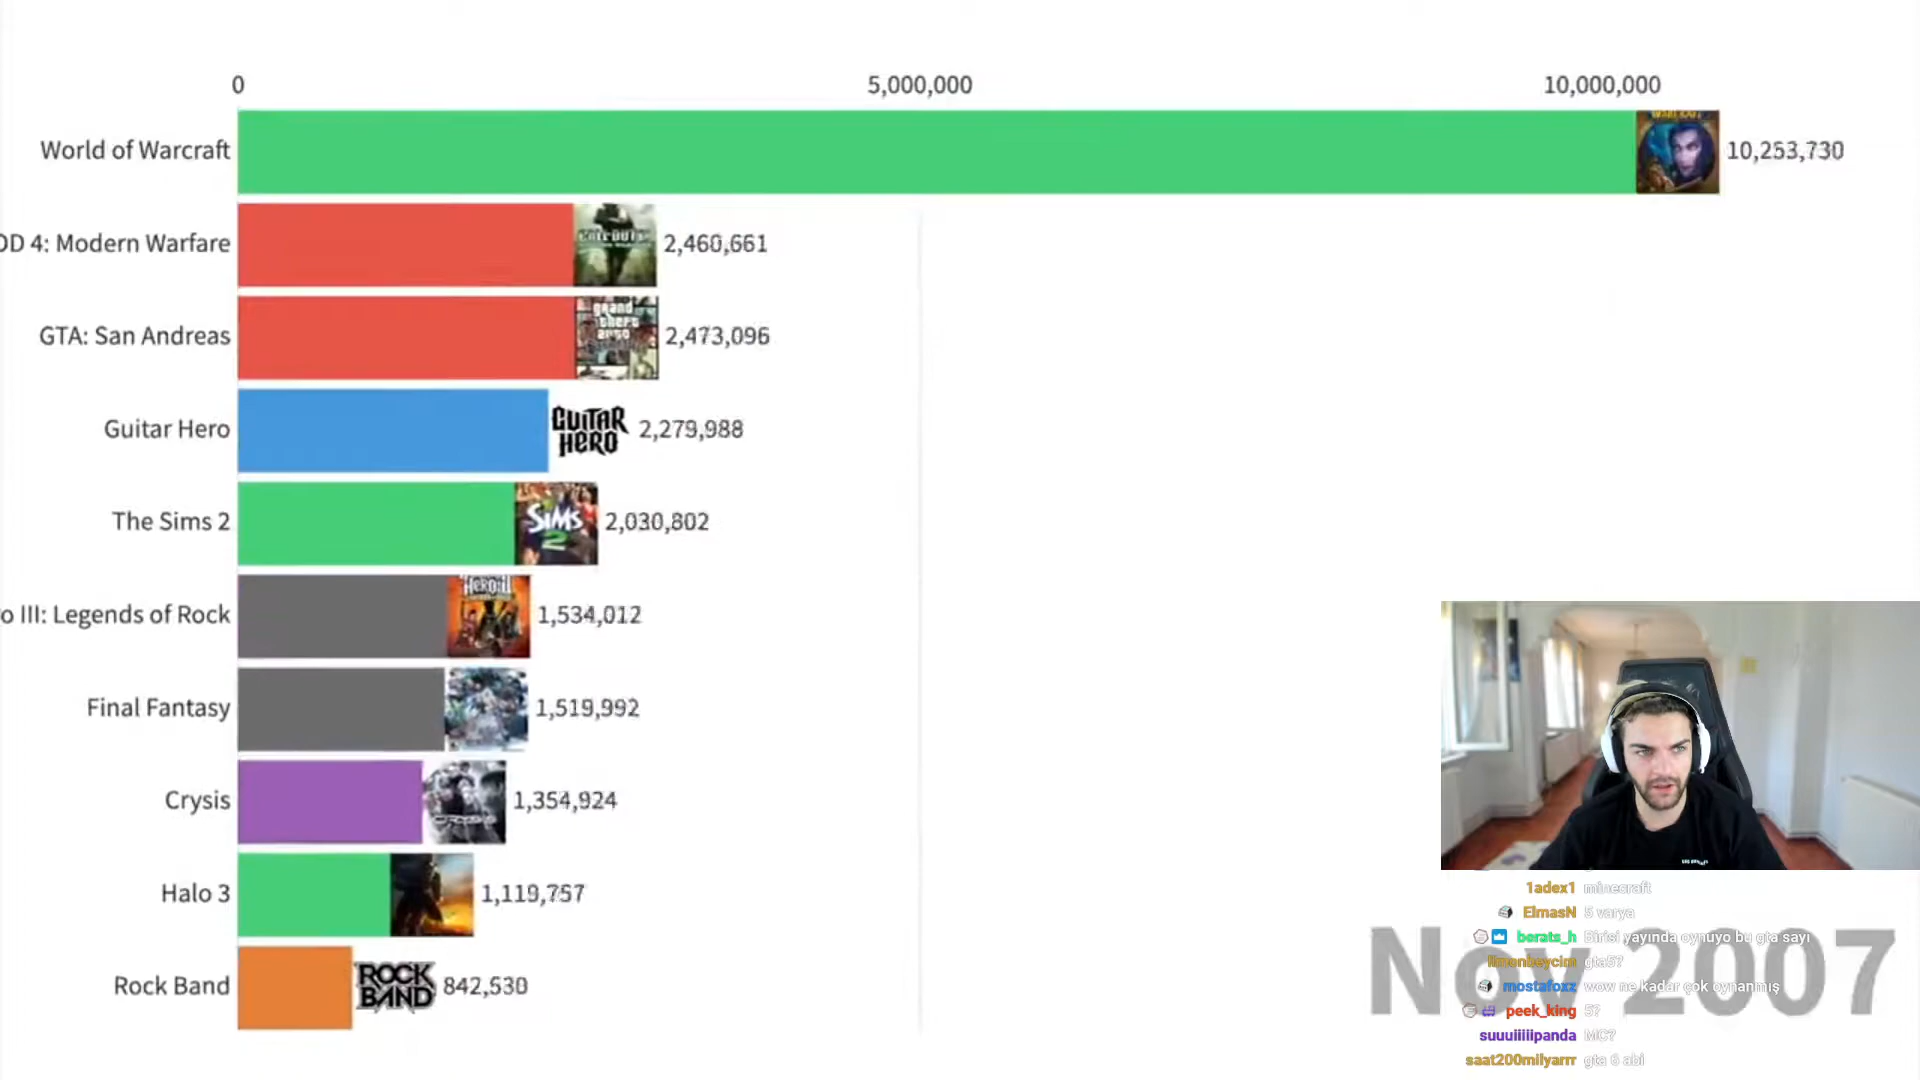 0 5,000,000 10,000,000
World of Warcraft 10,253,730
OD 4: Modern Warfare 2,460,661
GTA: San Andreas 2,473,096
Guitar Hero GUITAR HERO 2,279,988
The Sims 2 SiMS 2 2,030,802
o III: Legends of Rock 1,534,012
Final Fantasy 1,519,992
Crysis 1,354,924
Halo 3 1,119,757
Rock Band ROCK BAND 842,530
Nov 2007
1adex1 minecraft
ElmasN 5 varya
berats_h Birisi yayında oynuyo bu gta sayı
limonbeycim gta5?
mostafoxz wow ne kadar çok oynanmış
peek_king 5?
suuuiiiiipanda MC?
saat200milyarrr gta 6 abi